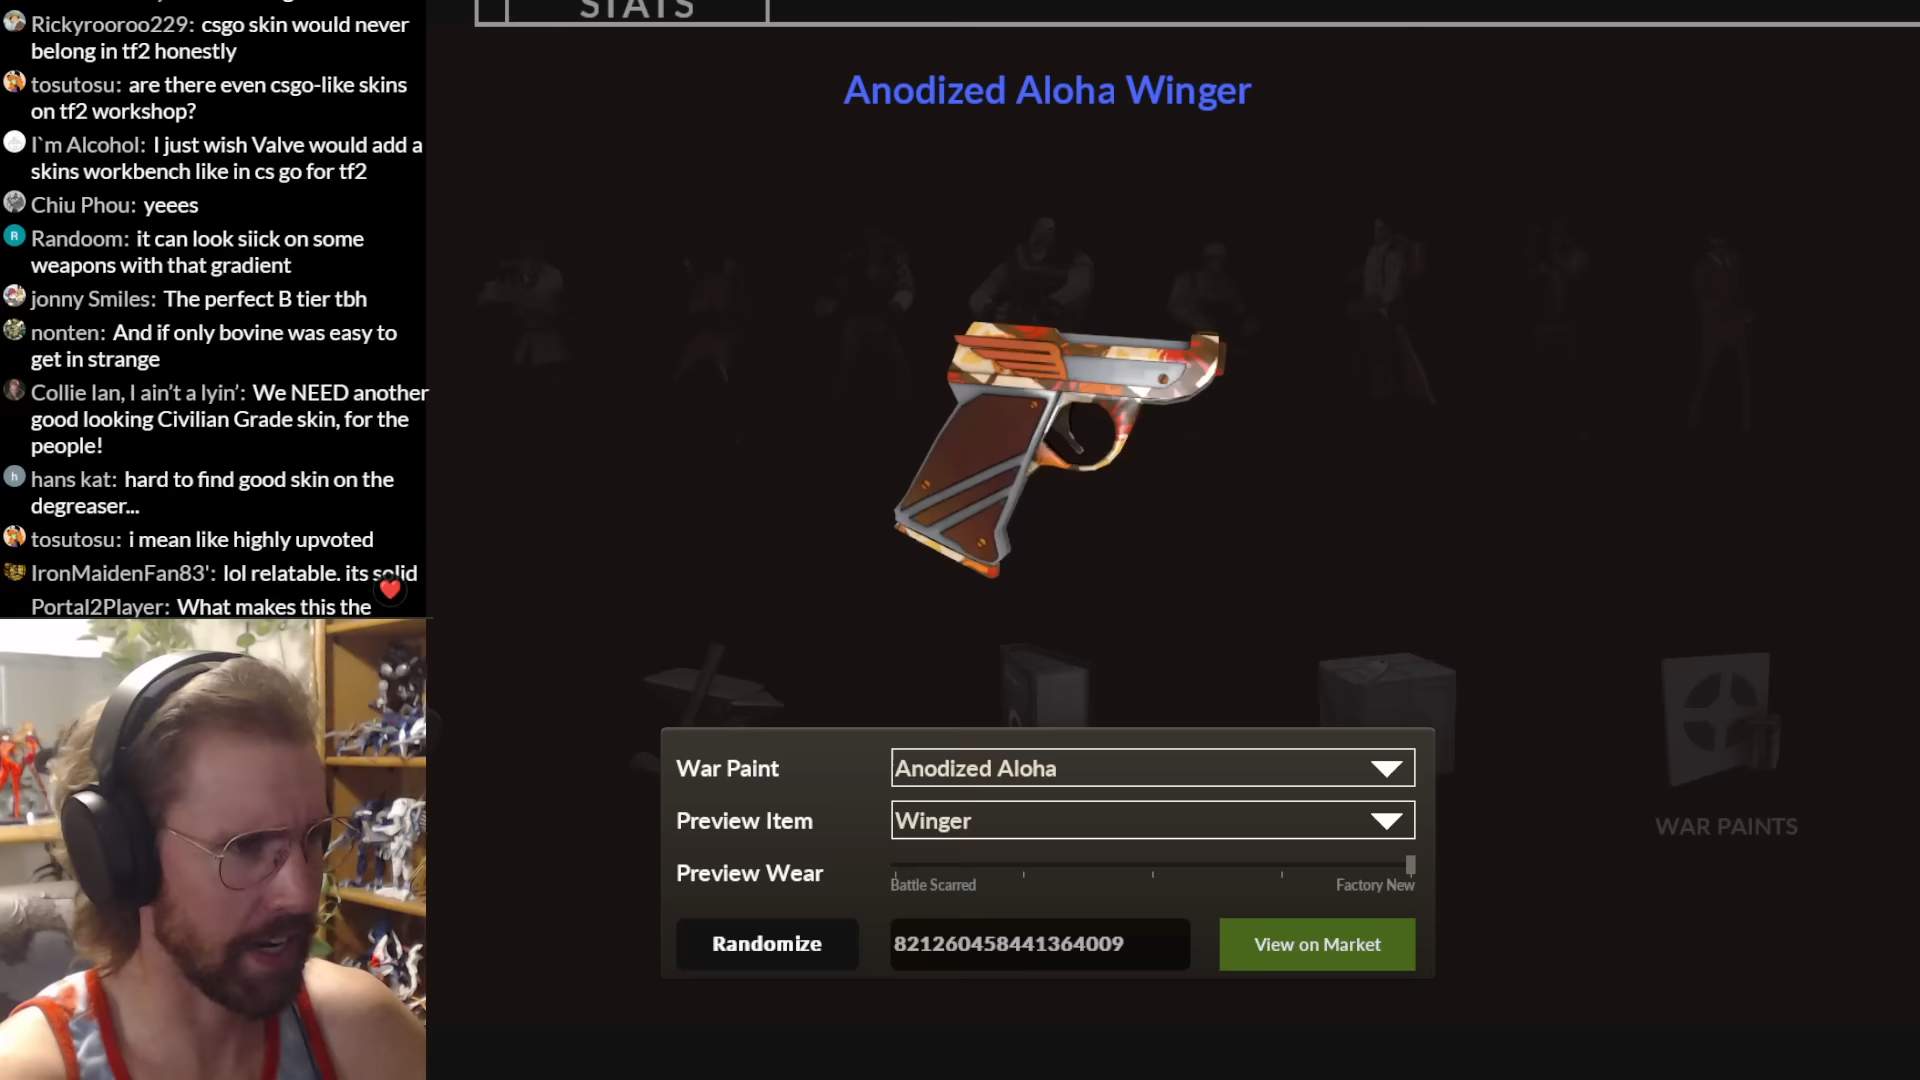 STATS
Rickyrooroo229: csgo skin would never
belong in tf2 honestly
tosutosu: are there even csgo-like skins
on tf2 workshop?
I`m Alcohol: I just wish Valve would add a
skins workbench like in cs go for tf2
Chiu Phou: yeees
R Randoom: it can look siick on some
weapons with that gradient
jonny Smiles: The perfect B tier tbh
nonten: And if only bovine was easy to
get in strange
Collie Ian, I ain’t a lyin’: We NEED another
good looking Civilian Grade skin, for the
people!
h hans kat: hard to find good skin on the
degreaser...
tosutosu: i mean like highly upvoted
IronMaidenFan83': lol relatable. its solid
Portal2Player: What makes this the
Anodized Aloha Winger
War Paint Anodized Aloha
Preview Item Winger
Preview Wear
Battle Scarred Factory New
Randomize 821260458441364009 View on Market
WAR PAINTS